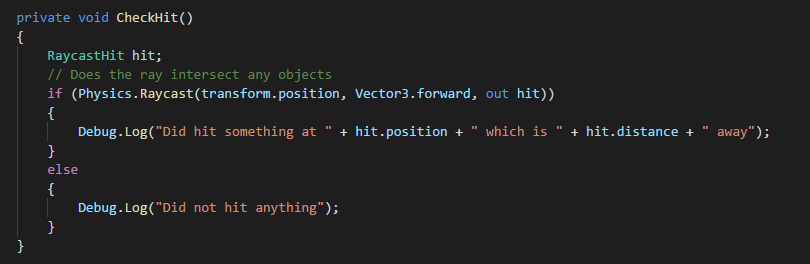 private void CheckHit()
{
    RaycastHit hit;
    // Does the ray intersect any objects
    if (Physics.Raycast(transform.position, Vector3.forward, out hit))
    {
        Debug.Log("Did hit something at " + hit.position + " which is " + hit.distance + " away");
    }
    else
    {
        Debug.Log("Did not hit anything");
    }
}